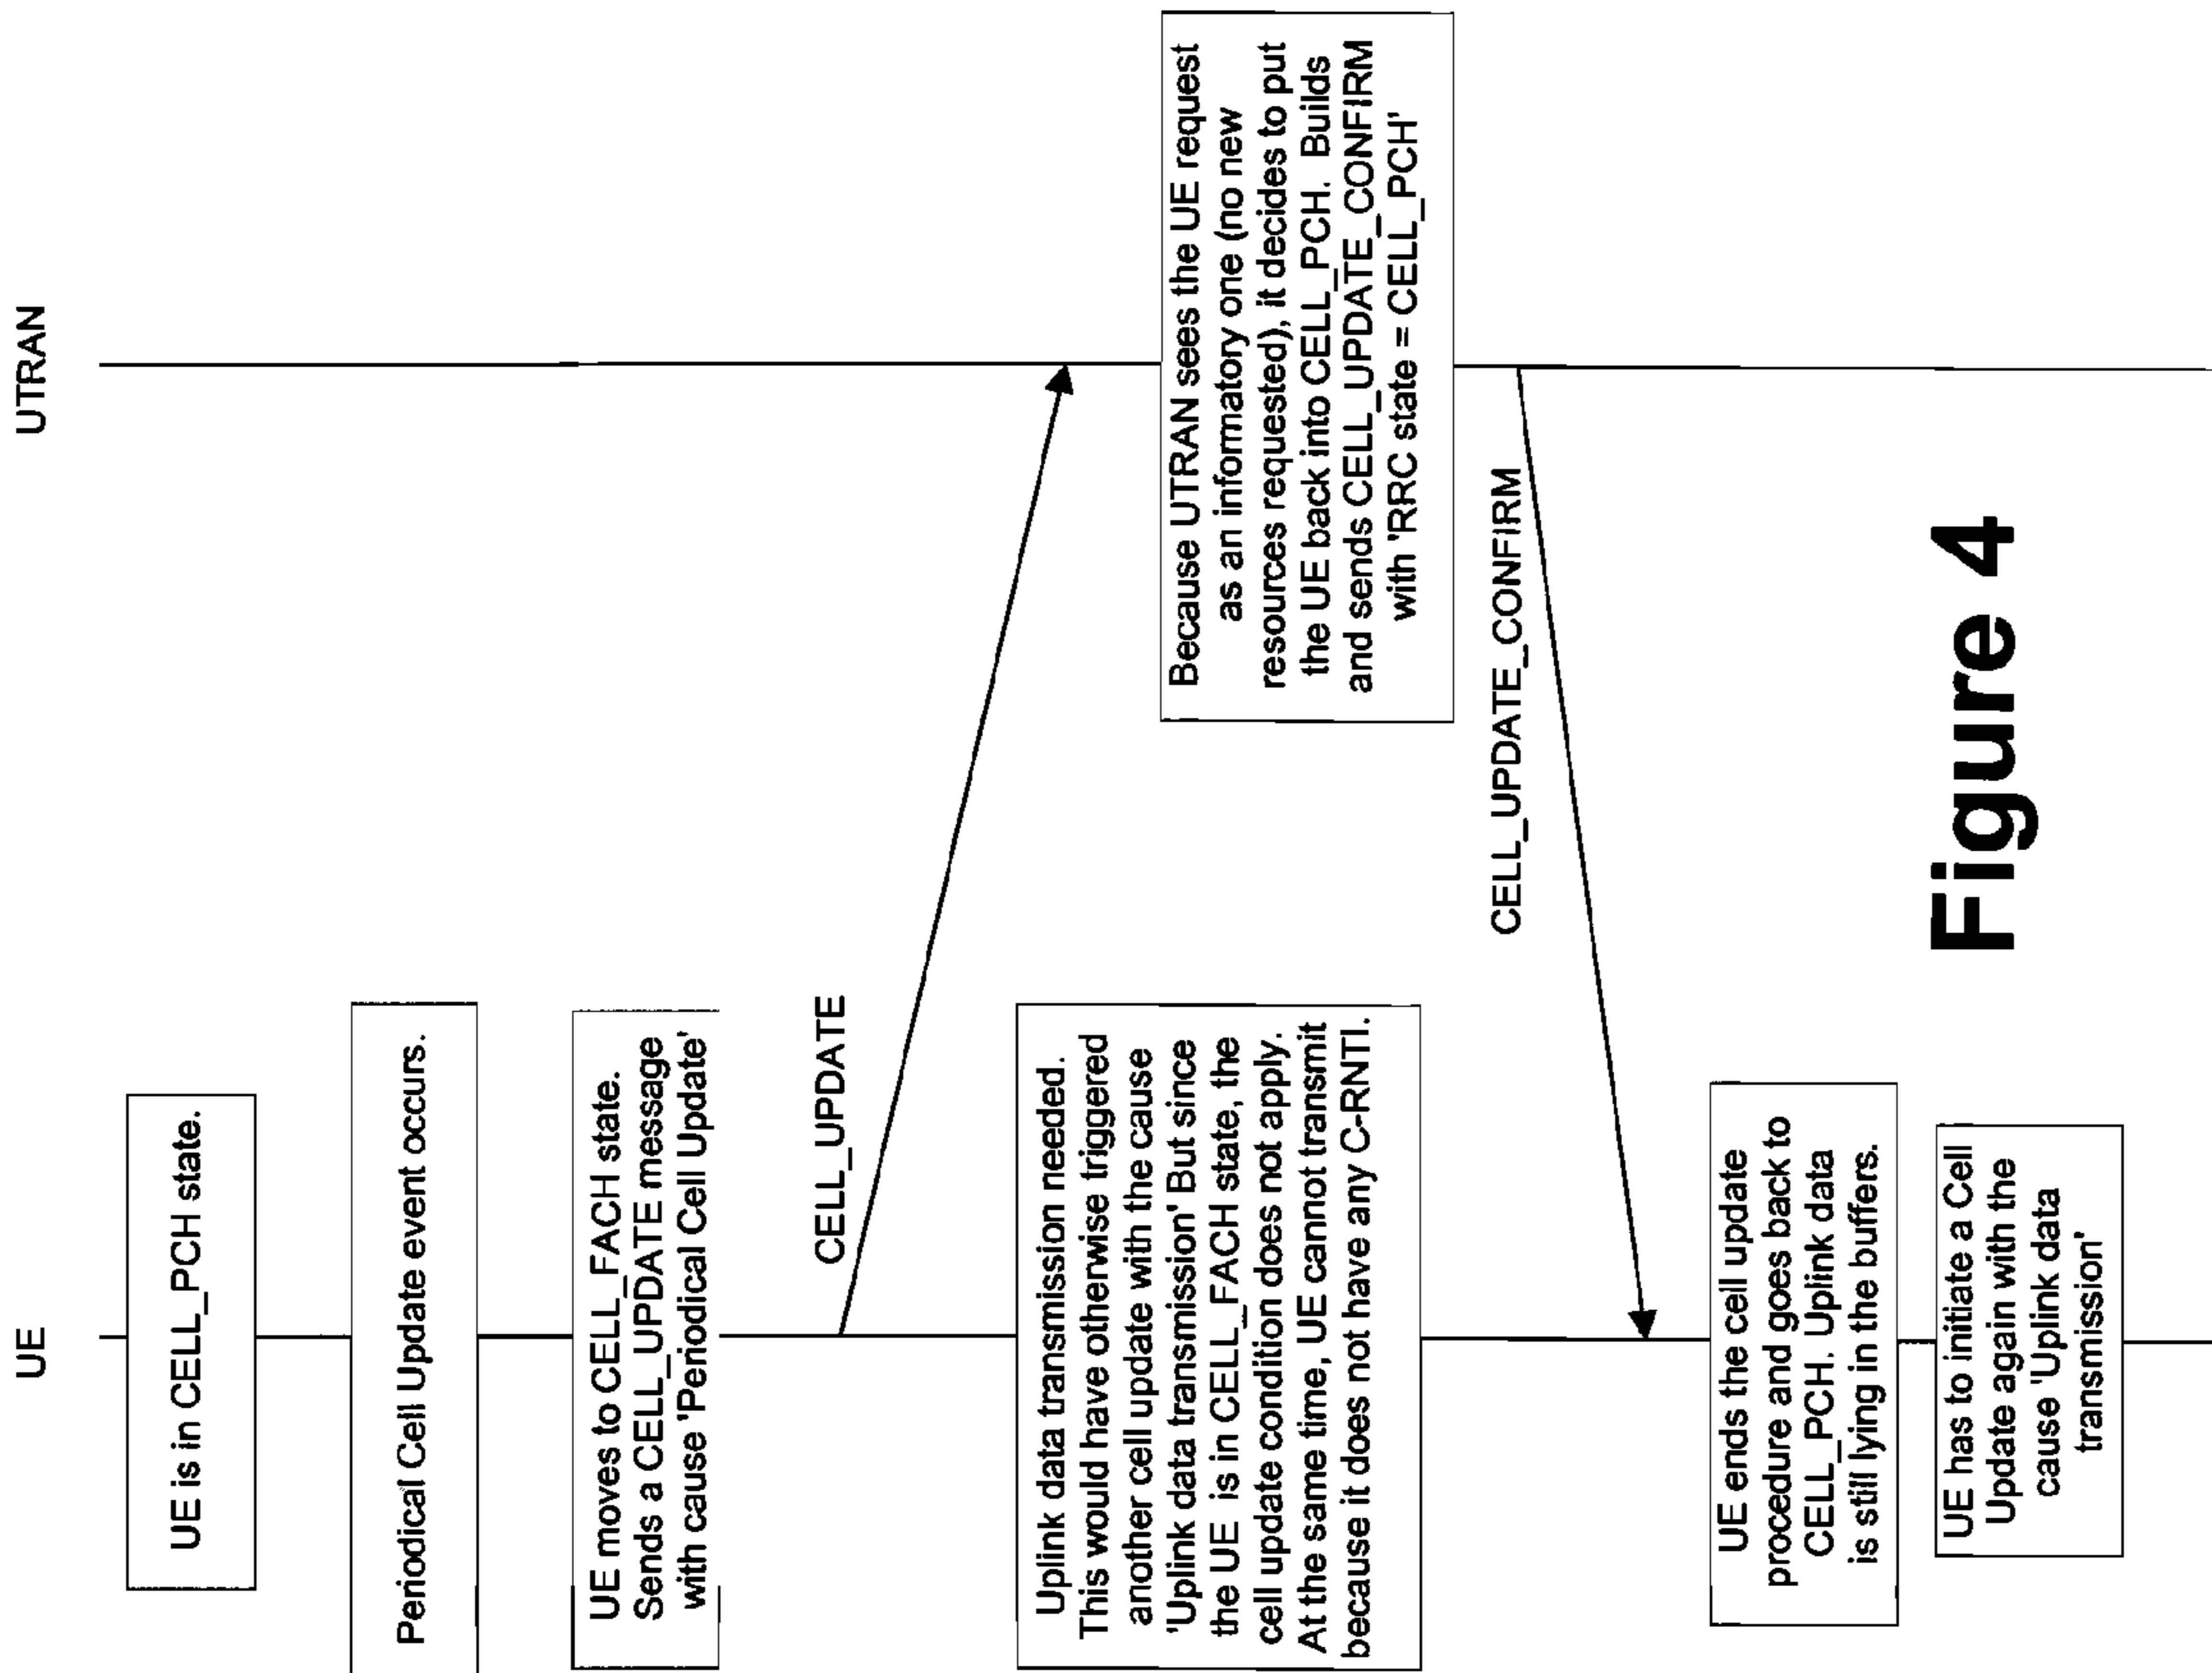 UE
UTRAN
UE is in CELL_PCH state.
Periodical Cell Update event occurs.
UE moves to CELL_FACH state.
Sends a CELL_UPDATE message
with cause 'Periodical Cell Update'
CELL_UPDATE
Uplink data transmission needed.
This would have otherwise triggered
another cell update with the cause
'Uplink data transmission' But since
the UE is in CELL_FACH state, the
cell update condition does not apply.
At the same time, UE cannot transmit
because it does not have any C-RNTI.
Because UTRAN sees the UE request
as an informatory one (no new
resources requested), it decides to put
the UE back into CELL_PCH. Builds
and sends CELL_UPDATE_CONFIRM
with 'RRC state = CELL_PCH'
CELL_UPDATE_CONFIRM
UE ends the cell update
procedure and goes back to
CELL_PCH. Uplink data
is still lying in the buffers.
UE has to initiate a Cell
Update again with the
cause 'Uplink data
transmission'
Figure 4